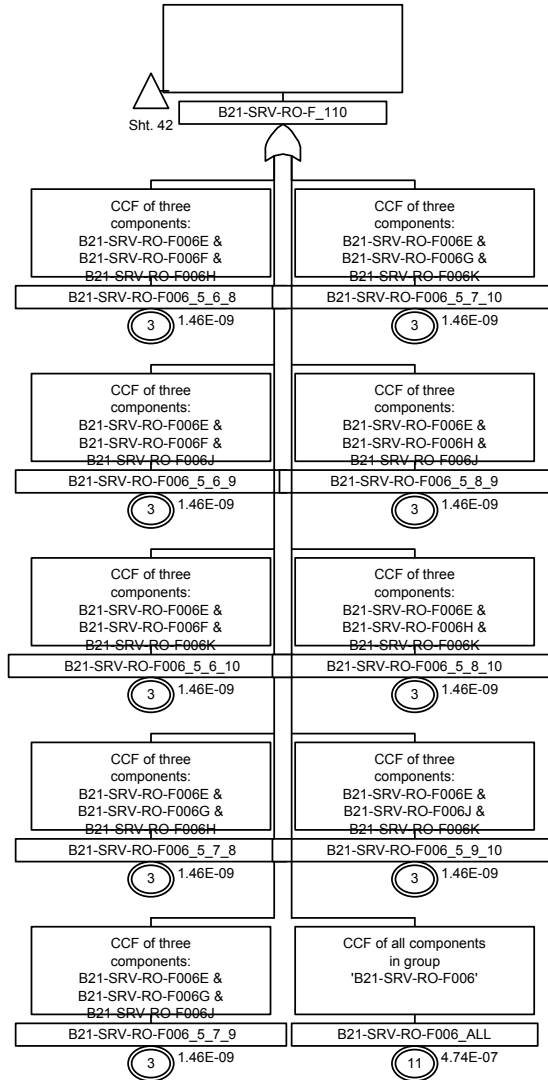 Sht. 42
B21-SRV-RO-F_110
CCF of three
components:
B21-SRV-RO-F006E &
B21-SRV-RO-F006F &
B21-SRV-RO-F006H
B21-SRV-RO-F006_5_6_8
3
1.46E-09
CCF of three
components:
B21-SRV-RO-F006E &
B21-SRV-RO-F006G &
B21-SRV-RO-F006K
B21-SRV-RO-F006_5_7_10
3
1.46E-09
CCF of three
components:
B21-SRV-RO-F006E &
B21-SRV-RO-F006F &
B21-SRV-RO-F006J
B21-SRV-RO-F006_5_6_9
3
1.46E-09
CCF of three
components:
B21-SRV-RO-F006E &
B21-SRV-RO-F006H &
B21-SRV-RO-F006J
B21-SRV-RO-F006_5_8_9
3
1.46E-09
CCF of three
components:
B21-SRV-RO-F006E &
B21-SRV-RO-F006F &
B21-SRV-RO-F006K
B21-SRV-RO-F006_5_6_10
3
1.46E-09
CCF of three
components:
B21-SRV-RO-F006E &
B21-SRV-RO-F006H &
B21-SRV-RO-F006K
B21-SRV-RO-F006_5_8_10
3
1.46E-09
CCF of three
components:
B21-SRV-RO-F006E &
B21-SRV-RO-F006G &
B21-SRV-RO-F006H
B21-SRV-RO-F006_5_7_8
3
1.46E-09
CCF of three
components:
B21-SRV-RO-F006E &
B21-SRV-RO-F006J &
B21-SRV-RO-F006K
B21-SRV-RO-F006_5_9_10
3
1.46E-09
CCF of three
components:
B21-SRV-RO-F006E &
B21-SRV-RO-F006G &
B21-SRV-RO-F006J
B21-SRV-RO-F006_5_7_9
3
1.46E-09
CCF of all components
in group
'B21-SRV-RO-F006'
B21-SRV-RO-F006_ALL
11
4.74E-07